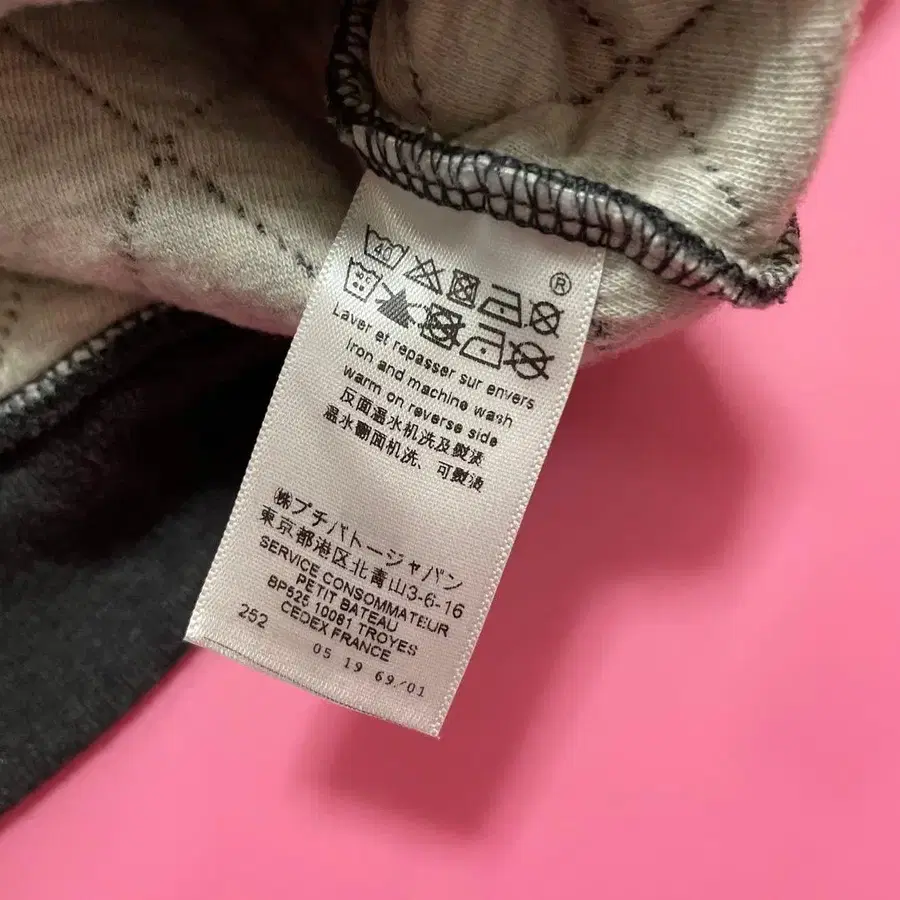 40
®
Laver et repasser sur envers
Iron and machine wash
warm on reverse side
反面温水机洗及熨烫
温水翻面机洗、可熨烫
㈱プチバトージャパン
東京都港区北青山3-6-16
SERVICE CONSOMMATEUR
PETIT BATEAU
BP525 10081 TROYES
CEDEX FRANCE
252
05 19 69/01